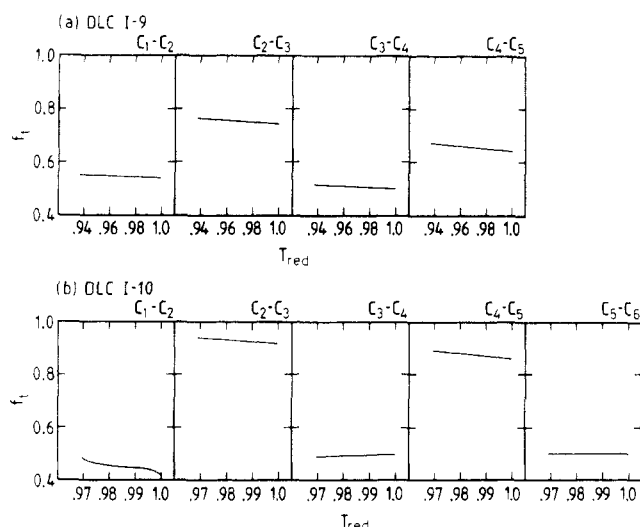 (a) DLC I-9
C₁-C₂ C₂-C₃ C₃-C₄ C₄-C₅
1.0
0.8
0.6
0.4
fₜ
.94 .96 .98 1.0 .94 .96 .98 1.0 .94 .96 .98 1.0 .94 .96 .98 1.0
T_red
(b) DLC I-10
C₁-C₂ C₂-C₃ C₃-C₄ C₄-C₅ C₅-C₆
1.0
0.8
0.6
0.4
fₜ
.97 .98 .99 1.0 .97 .98 .99 1.0 .97 .98 .99 1.0 .97 .98 .99 1.0 .97 .98 .99 1.0
T_red